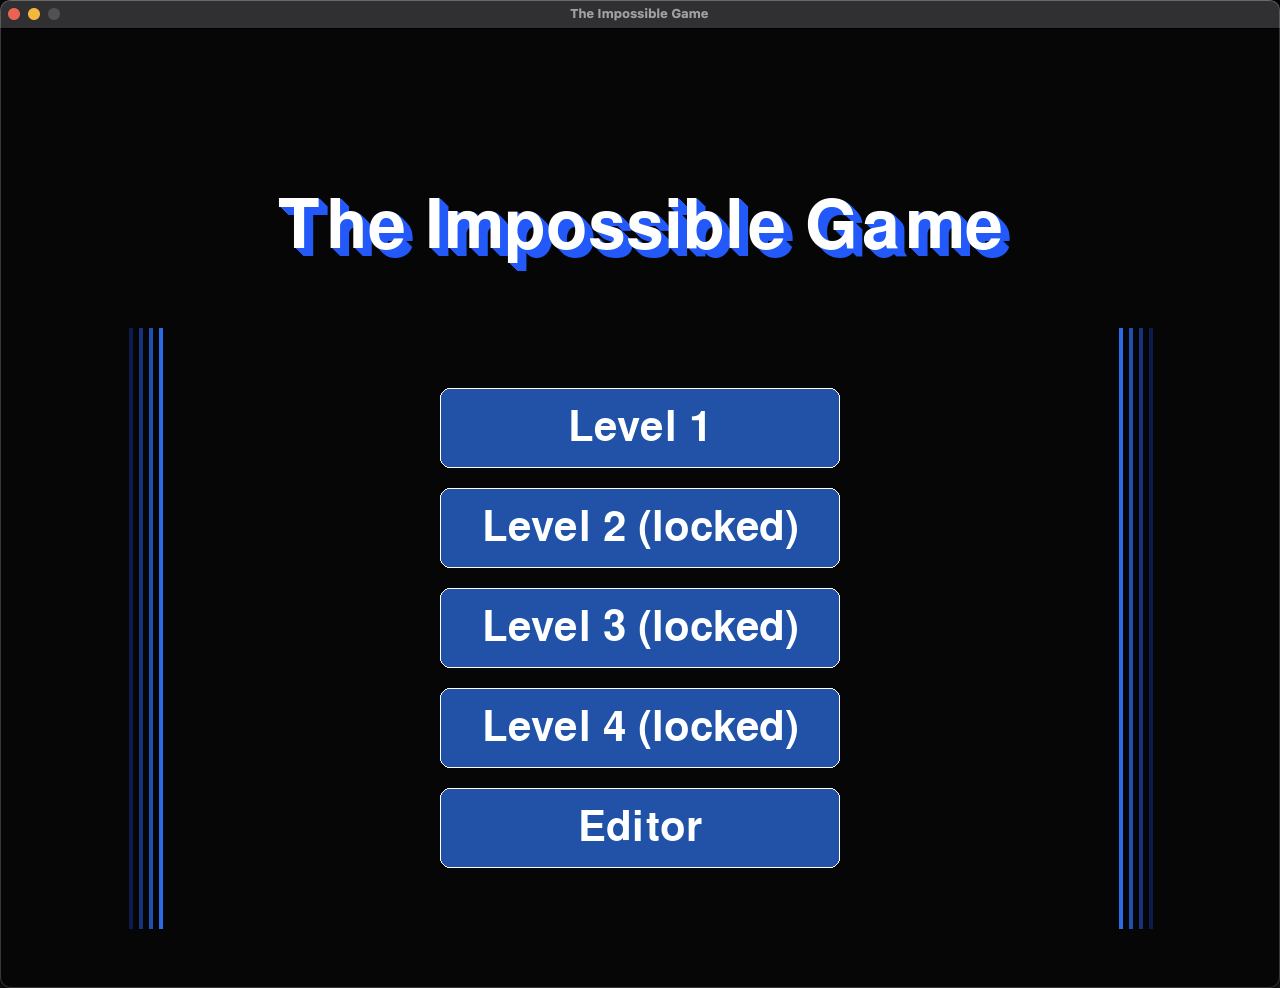 The Impossible Game
The Impossible Game
Level 1
Level 2 (locked)
Level 3 (locked)
Level 4 (locked)
Editor